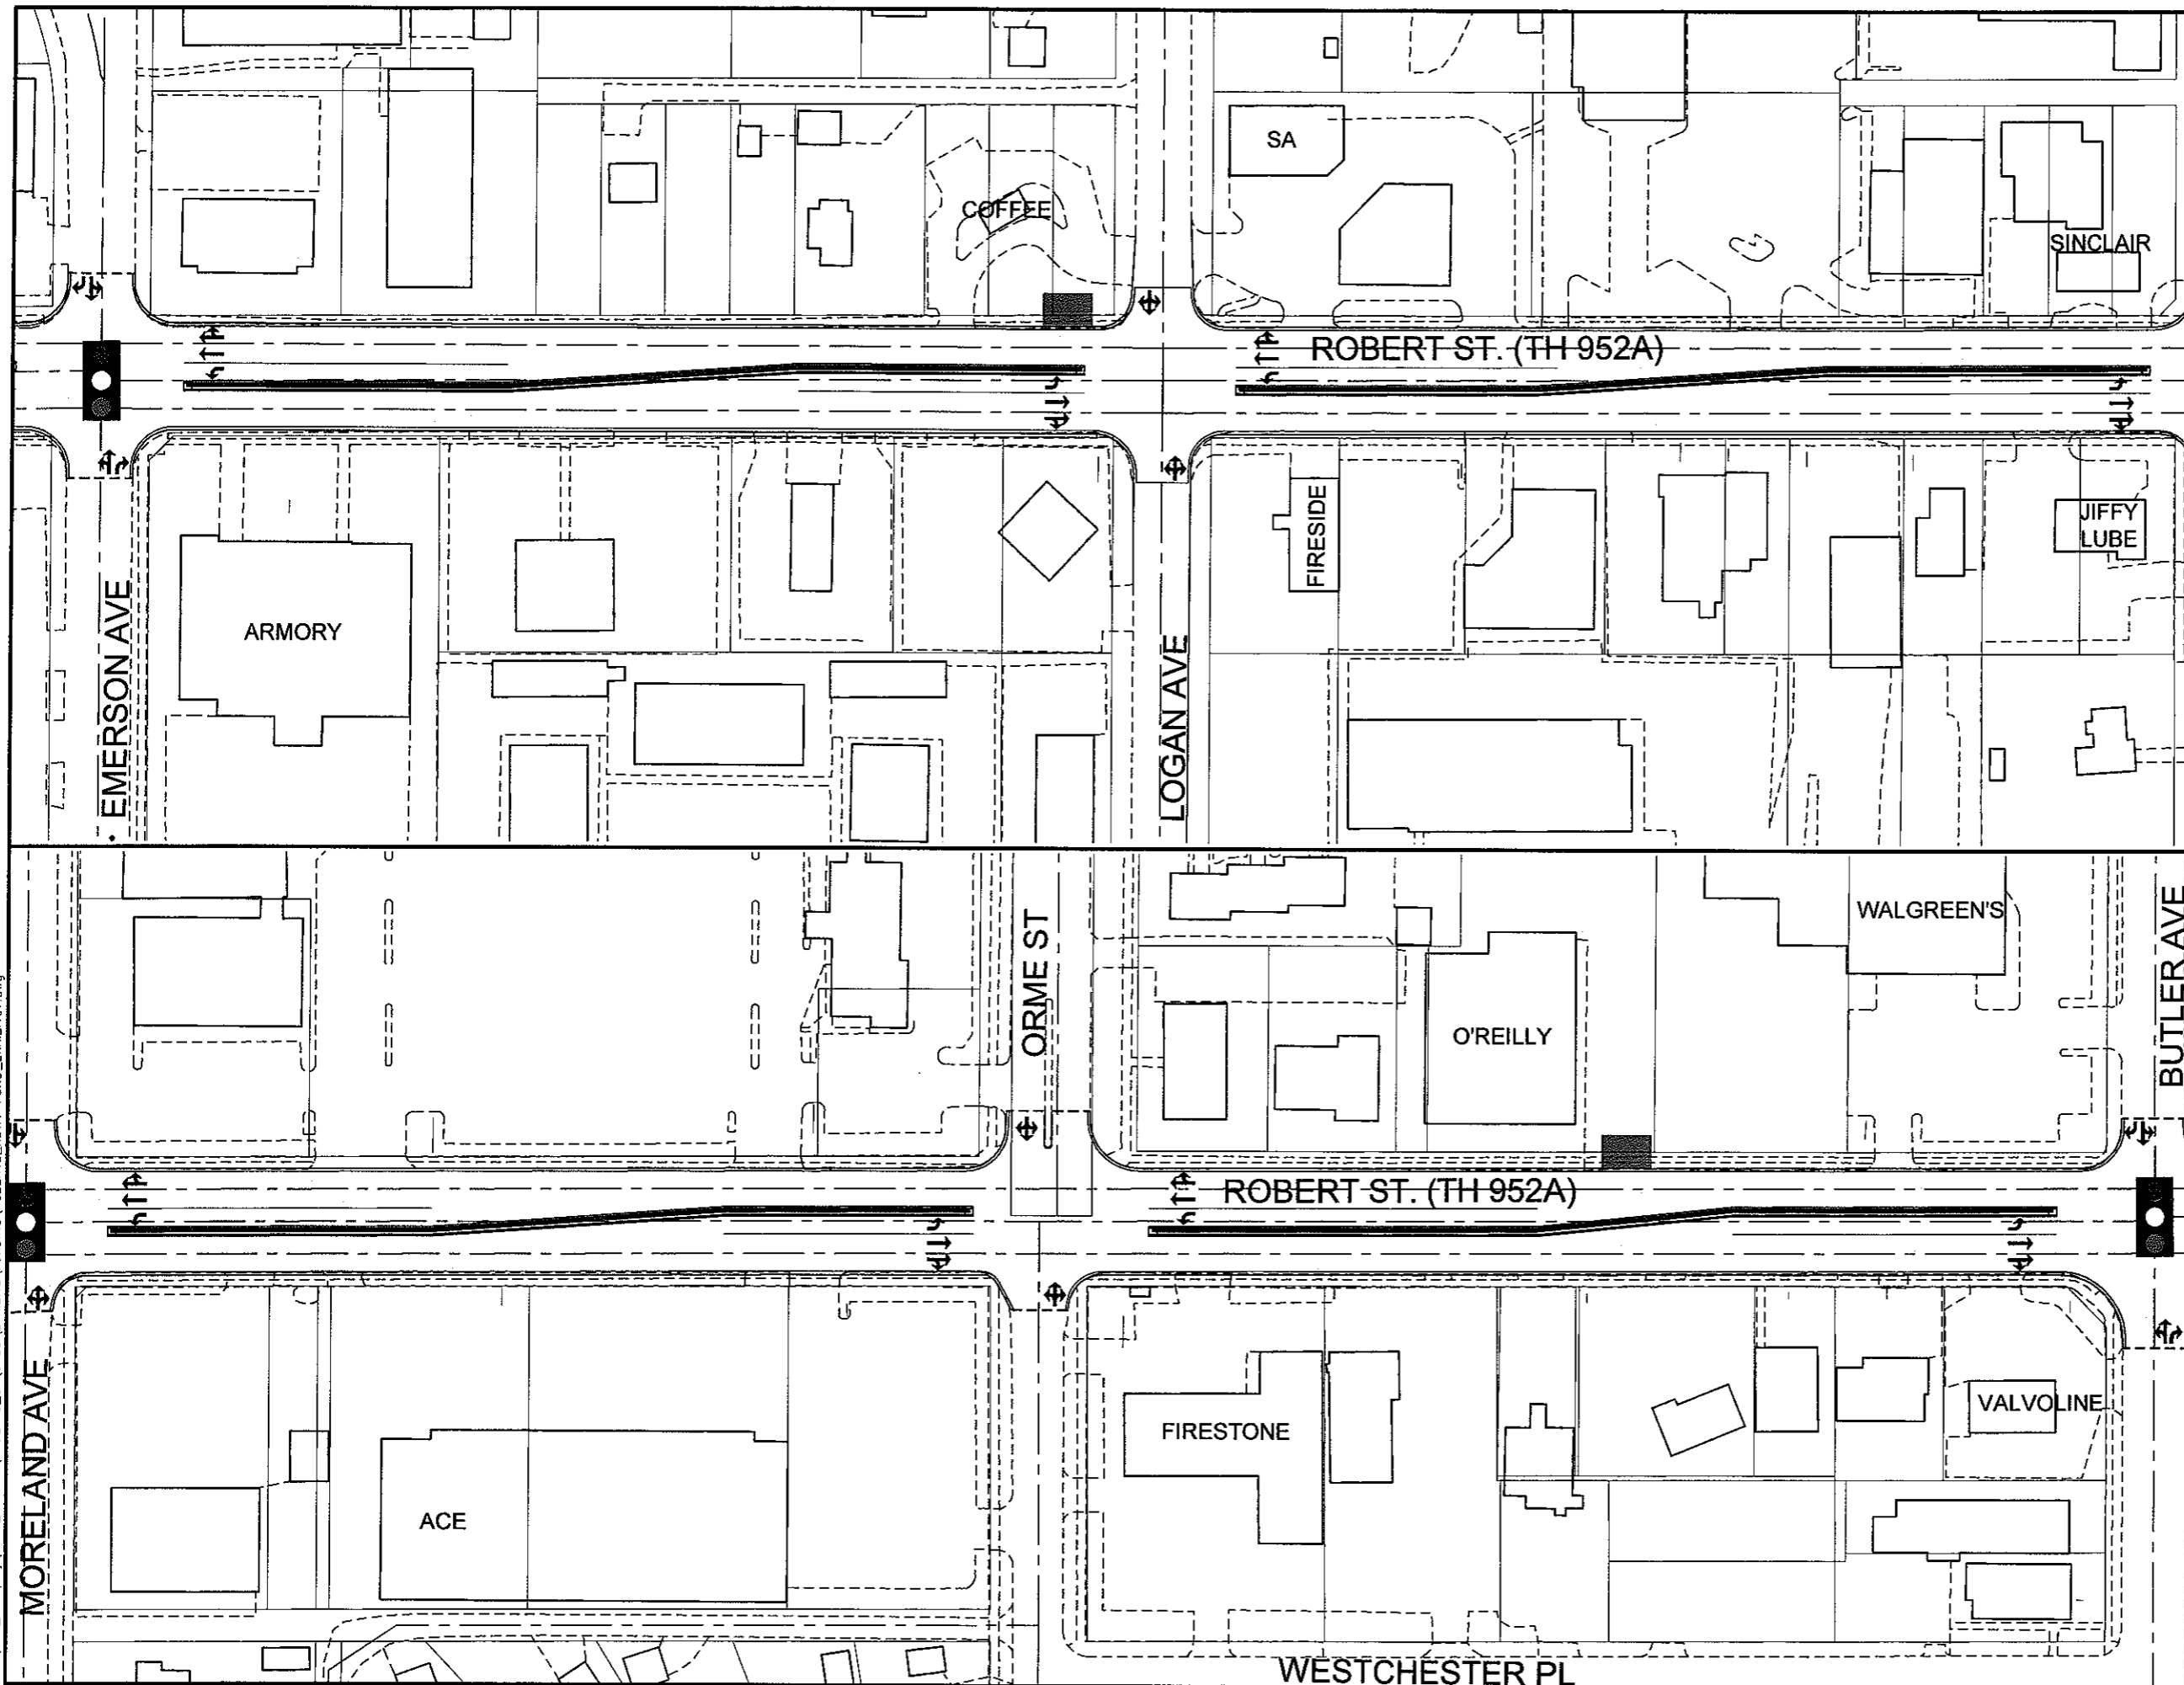 SA
COFFEE
SINCLAIR
ROBERT ST. (TH 952A)
FIRESIDE
JIFFY
LUBE
ARMORY
EMERSON AVE
LOGAN AVE
WALGREEN'S
ORME ST
BUTLER AVE
O'REILLY
ROBERT ST. (TH 952A)
MORELAND AVE
FIRESTONE
VALVOLINE
ACE
WESTCHESTER PL